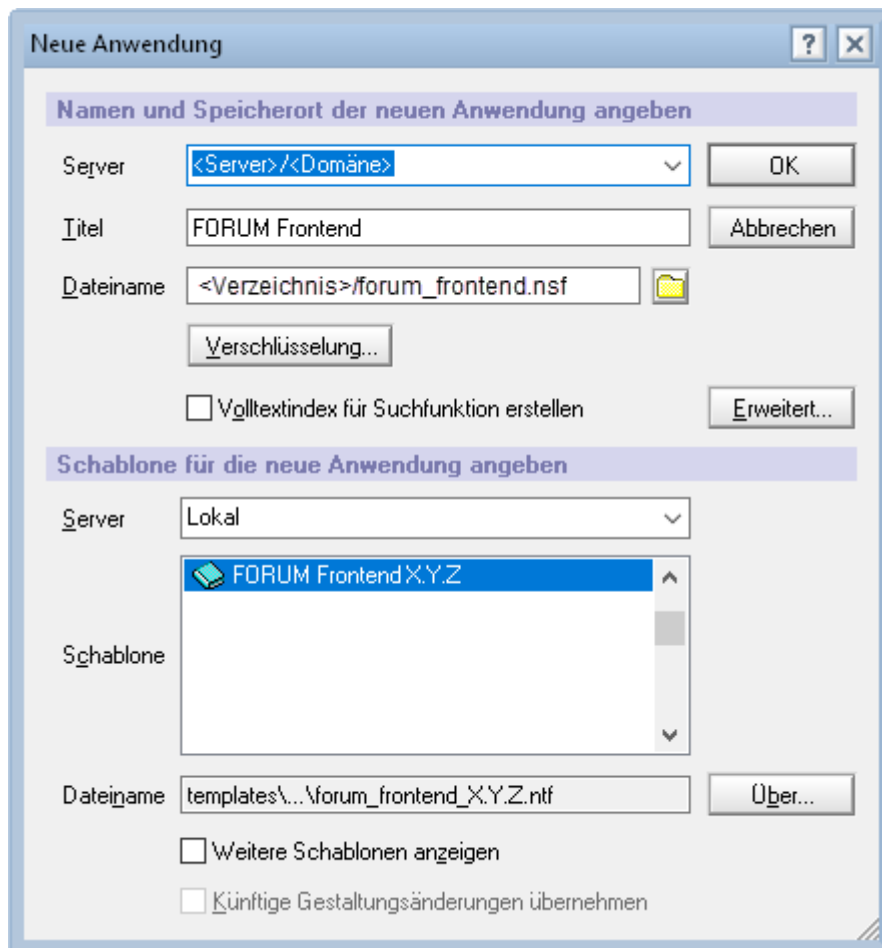 Neue Anwendung
Namen und Speicherort der neuen Anwendung angeben
Server <Server>/<Domäne> OK
Titel FORUM Frontend Abbrechen
Dateiname <Verzeichnis>/forum_frontend.nsf
Verschlüsselung...
Volltextindex für Suchfunktion erstellen Erweitert...
Schablone für die neue Anwendung angeben
Server Lokal
FORUM Frontend X.Y.Z
Schablone
Dateiname templates\...\forum_frontend_X.Y.Z.ntf Über...
Weitere Schablonen anzeigen
Künftige Gestaltungsänderungen übernehmen